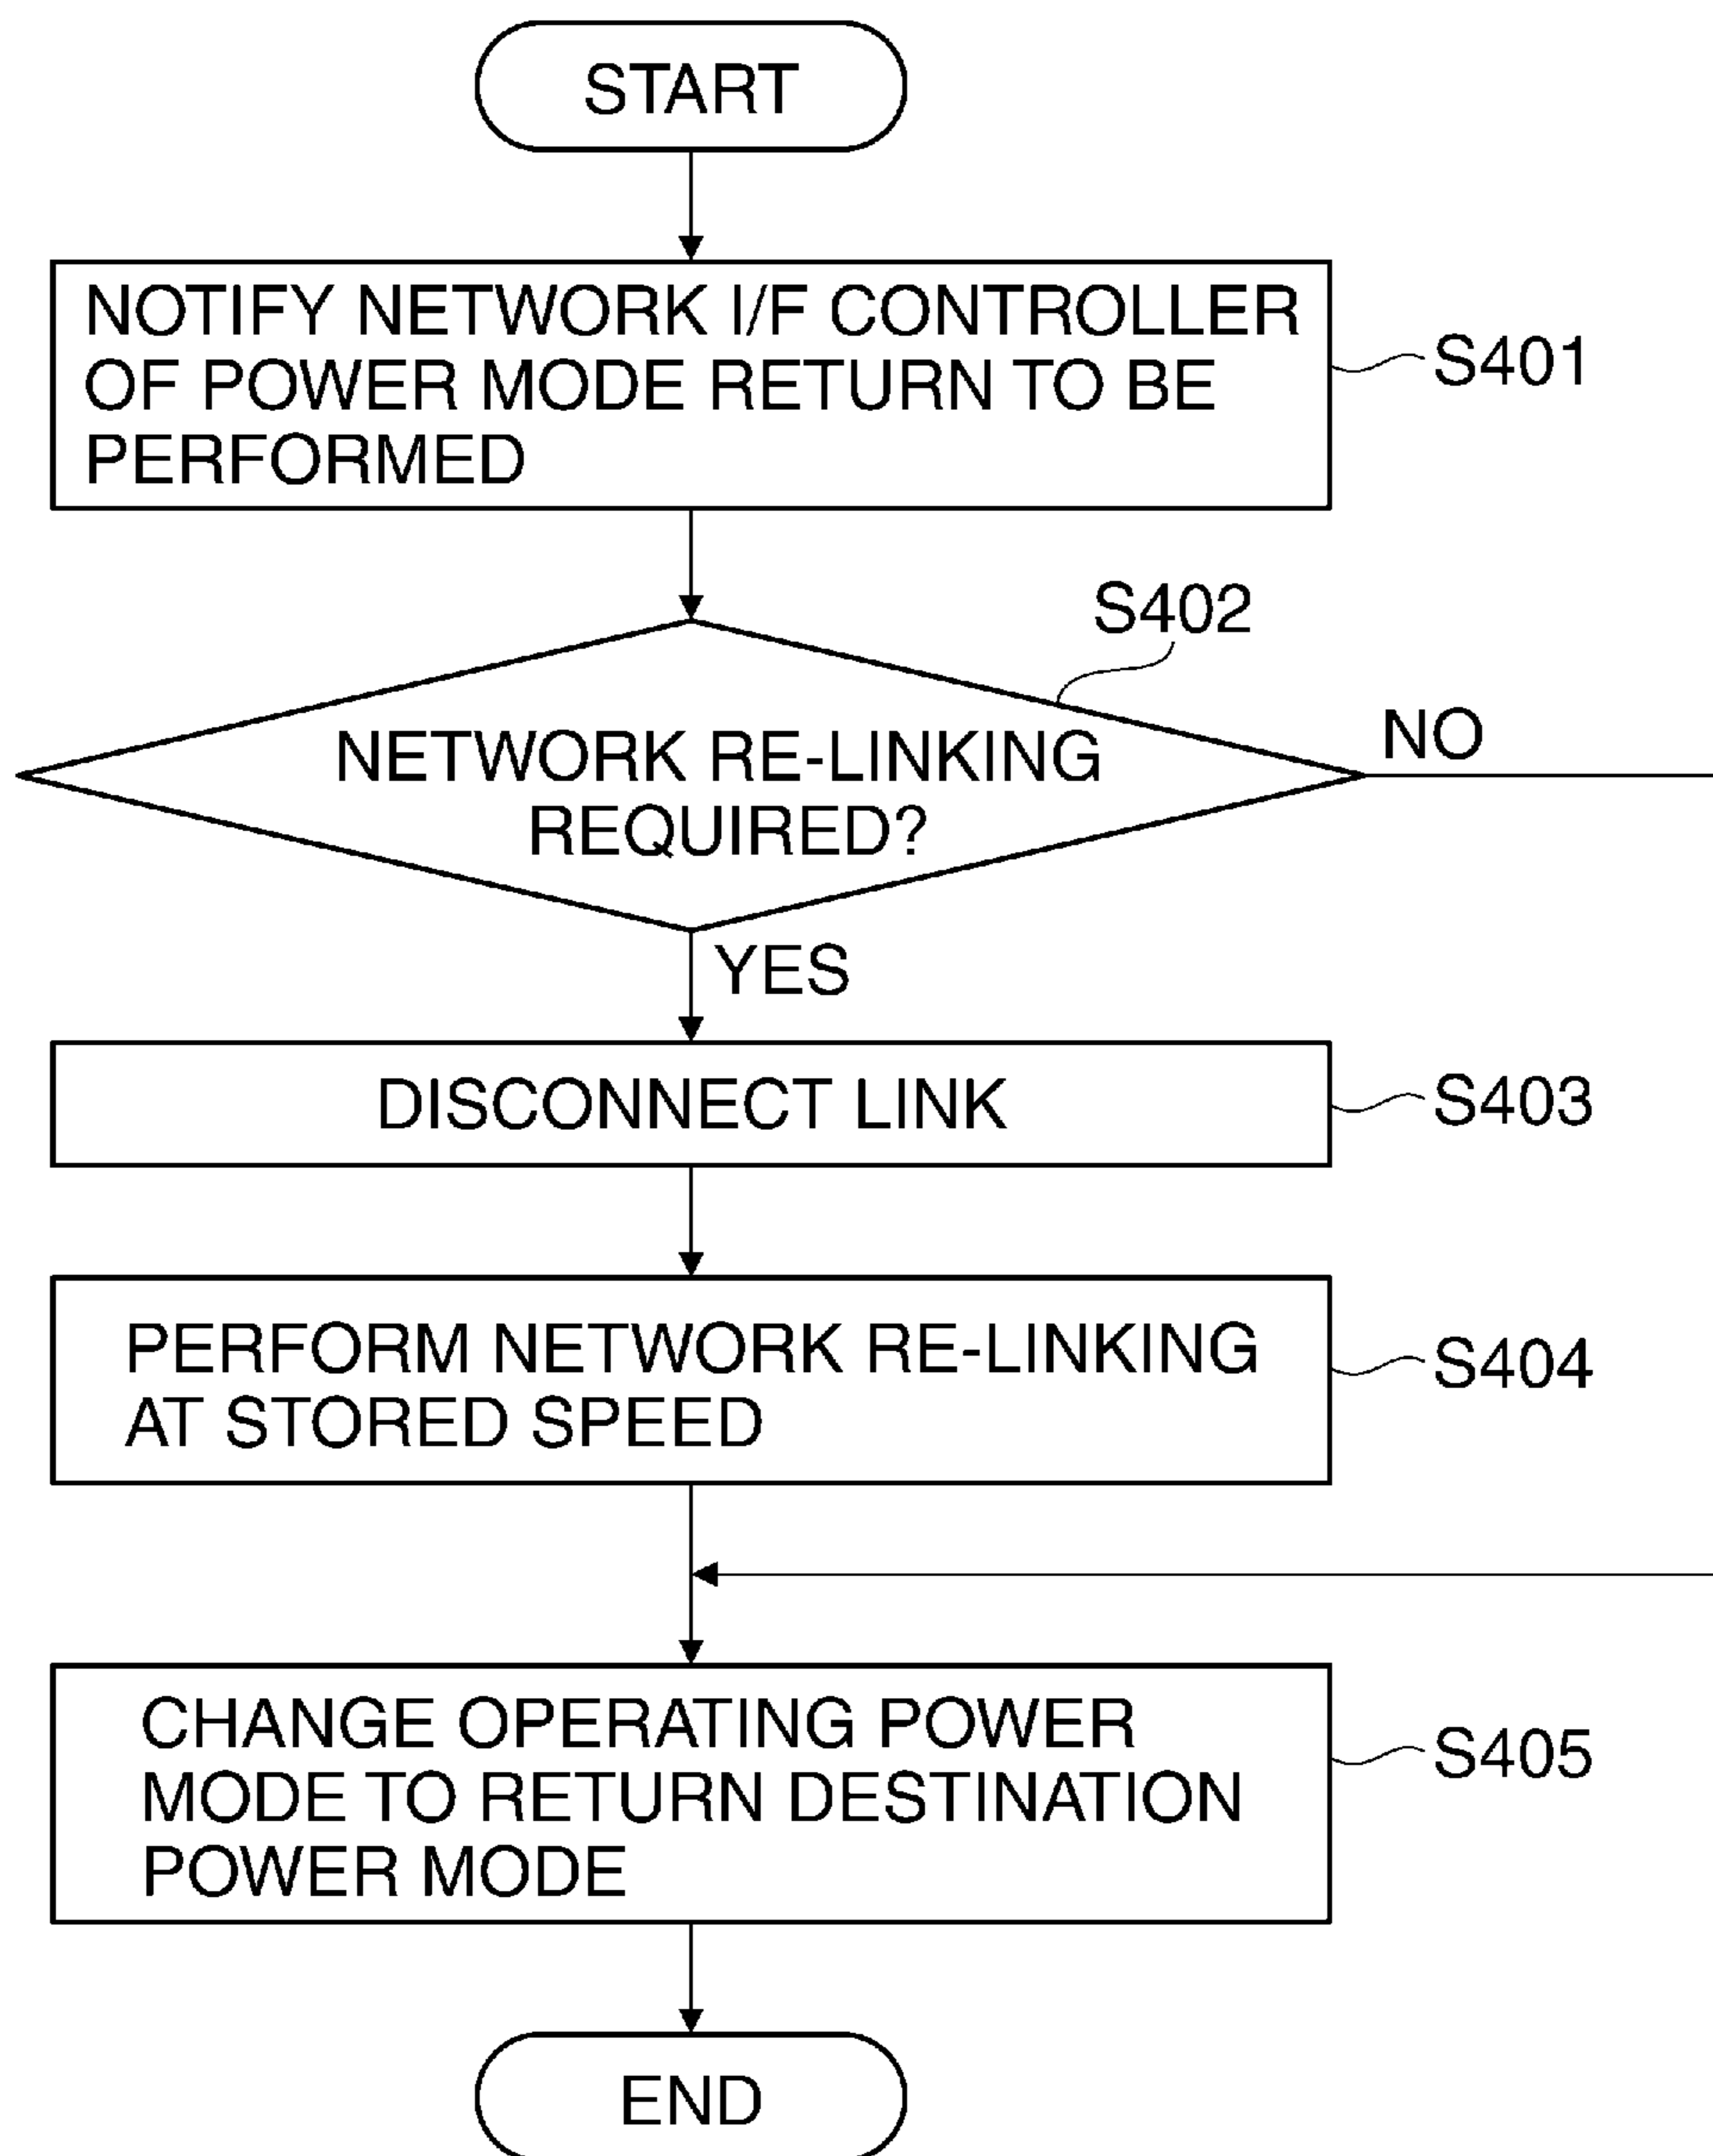 START
NOTIFY NETWORK I/F CONTROLLER
OF POWER MODE RETURN TO BE
PERFORMED
S401
S402
NETWORK RE-LINKING
REQUIRED?
NO
YES
DISCONNECT LINK
S403
PERFORM NETWORK RE-LINKING
AT STORED SPEED
S404
CHANGE OPERATING POWER
MODE TO RETURN DESTINATION
POWER MODE
S405
END